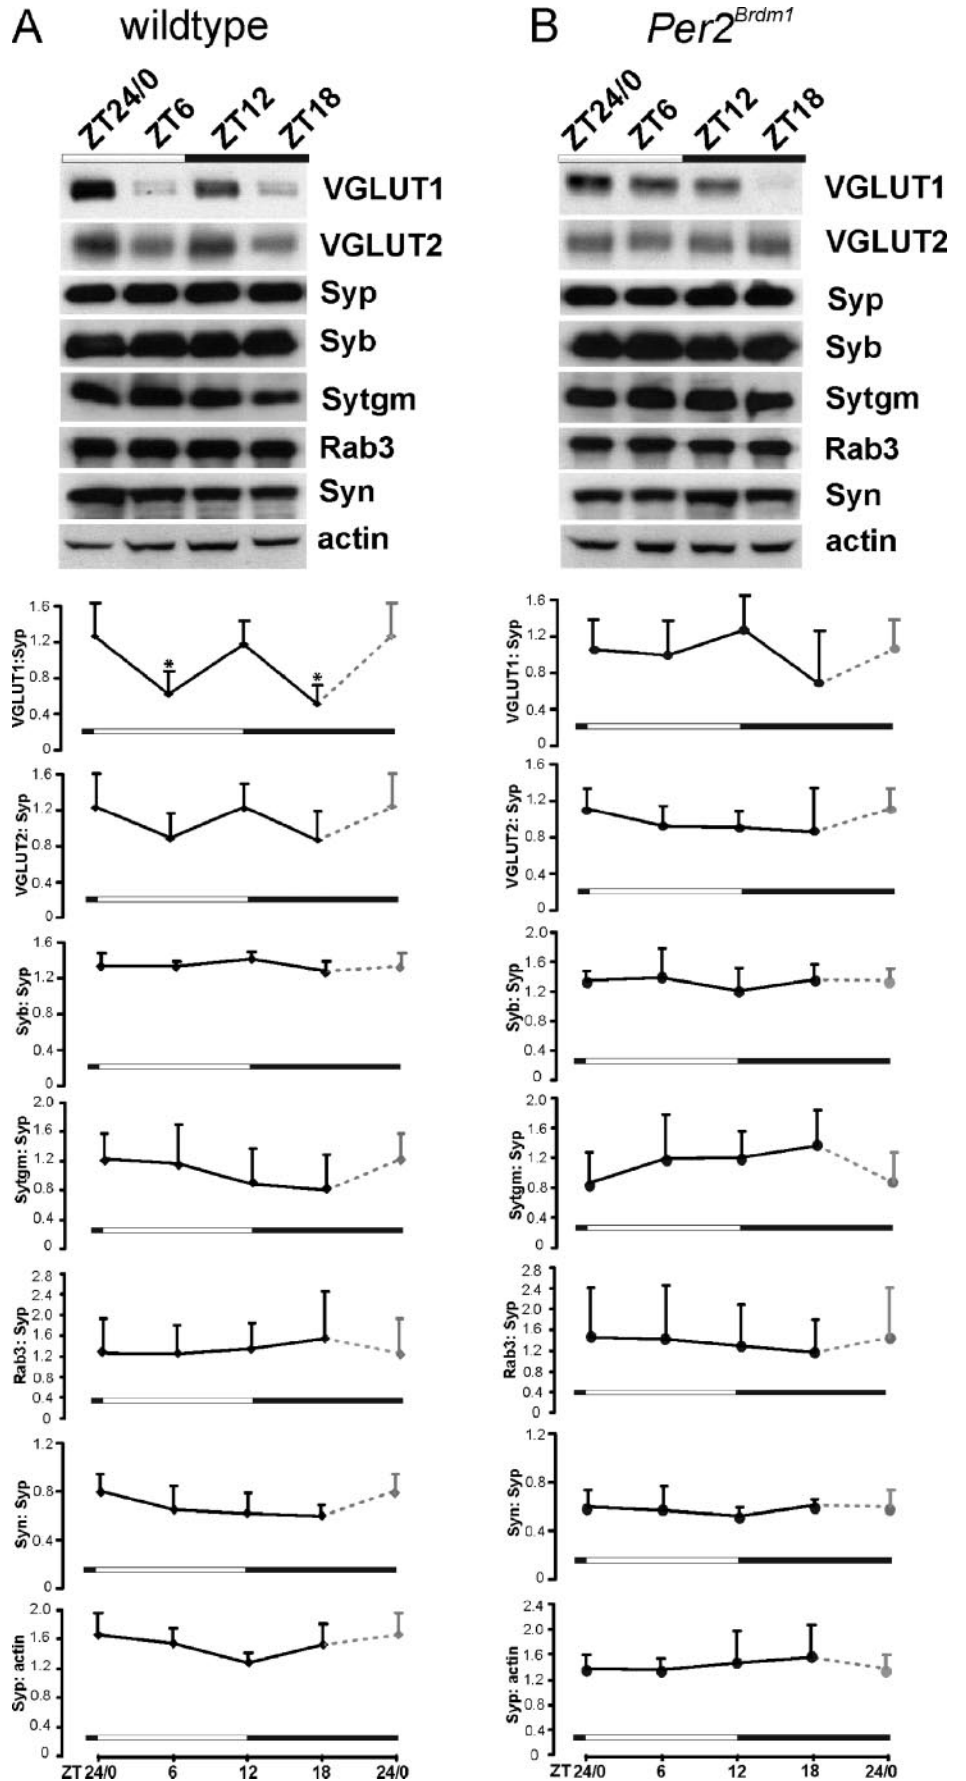 A wildtype
ZT24/0 ZT6 ZT12 ZT18
VGLUT1
VGLUT2
Syp
Syb
Sytgm
Rab3
Syn
actin
VGLUT1:Syp
1.6
1.2
0.8
0.4
0
* *
VGLUT2: Syp
1.6
1.2
0.8
0.4
0
Syb: Syp
1.6
1.2
0.8
0.4
0
Sytgm: Syp
2.0
1.6
1.2
0.8
0.4
0
Rab3: Syp
2.8
2.4
2.0
1.6
1.2
0.8
0.4
0
Syn: Syp
1.2
0.8
0.4
0
Syp: actin
2.0
1.6
1.2
0.8
0.4
0
ZT 24/0 6 12 18 24/0
B Per2Brdm1
ZT24/0 ZT6 ZT12 ZT18
VGLUT1
VGLUT2
Syp
Syb
Sytgm
Rab3
Syn
actin
VGLUT1: Syp
1.6
1.2
0.8
0.4
0
VGLUT2: Syp
1.6
1.2
0.8
0.4
0
Syb: Syp
2.0
1.6
1.2
0.8
0.4
0
Sytgm: Syp
2.0
1.6
1.2
0.8
0.4
0
Rab3: Syp
2.8
2.4
2.0
1.6
1.2
0.8
0.4
0
Syn: Syp
1.2
0.8
0.4
0
Syp: actin
2.4
2.0
1.6
1.2
0.8
0.4
0
ZT 24/0 6 12 18 24/0